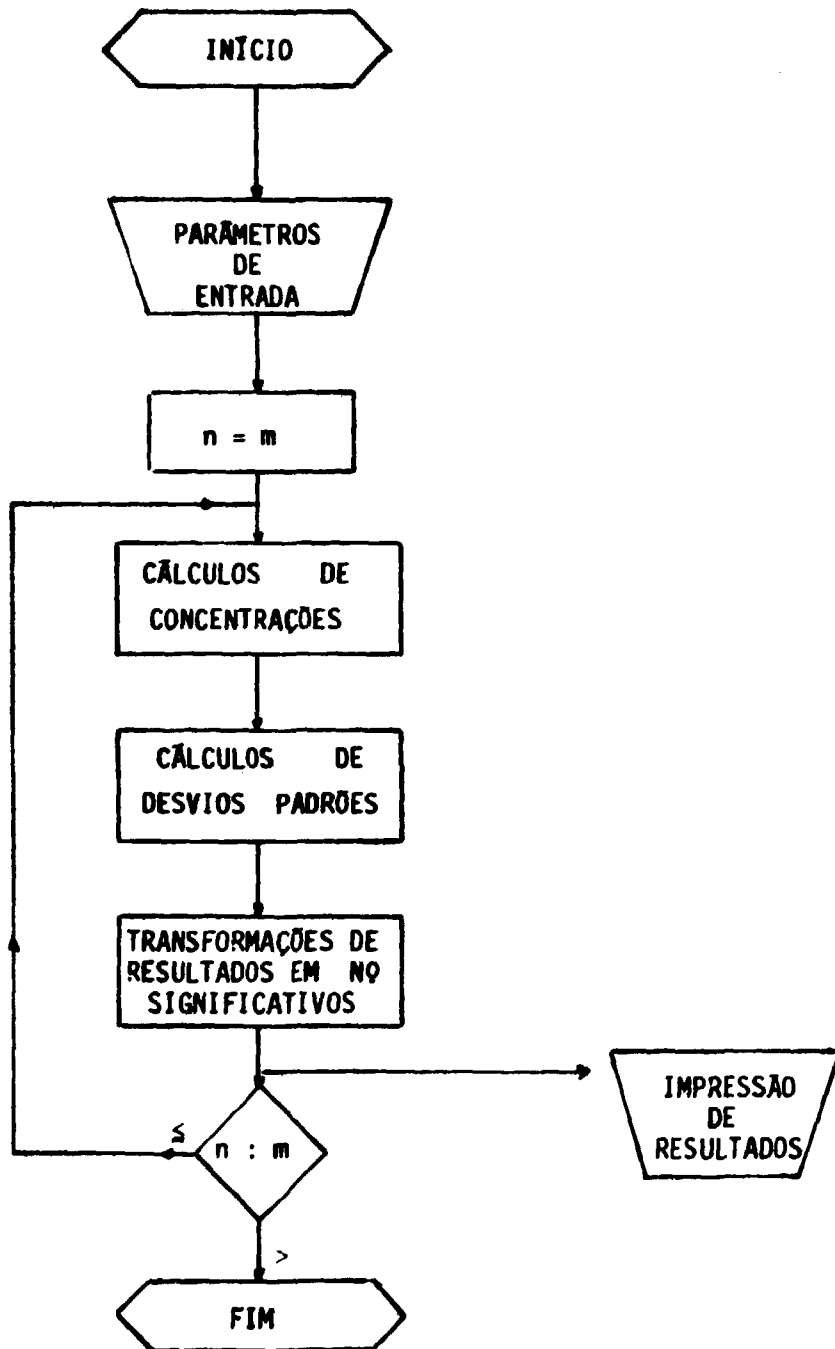 INÍCIO
PARÂMETROS
DE
ENTRADA
n = m
CÁLCULOS DE
CONCENTRAÇÕES
CÁLCULOS DE
DESVIOS PADRÕES
TRANSFORMAÇÕES DE
RESULTADOS EM Nº
SIGNIFICATIVOS
IMPRESSÃO
DE
RESULTADOS
≤
n : m
>
FIM